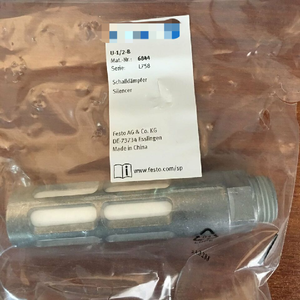 U-1/2-B
Mat.-Nr.: 6844
Serie: L758
Schalldämpfer
Silencer
Festo AG & Co. KG
DE-73734 Esslingen
Made in China
www.festo.com/sp